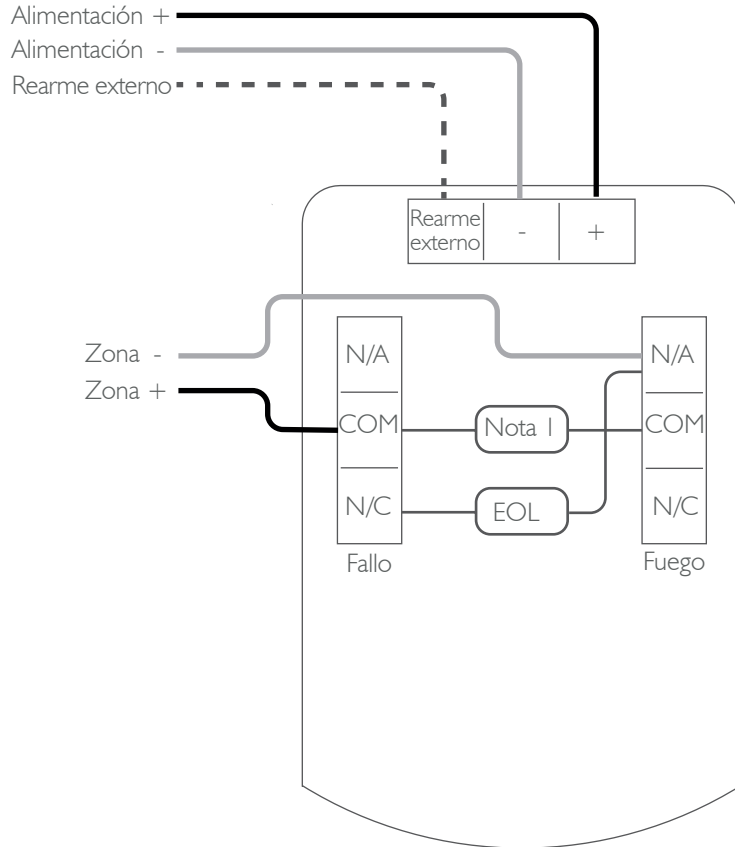 Alimentación +
Alimentación -
Rearme externo
Rearme
externo
-
+
Zona -
Zona +
N/A
COM
N/C
Fallo
Nota 1
EOL
N/A
COM
N/C
Fuego